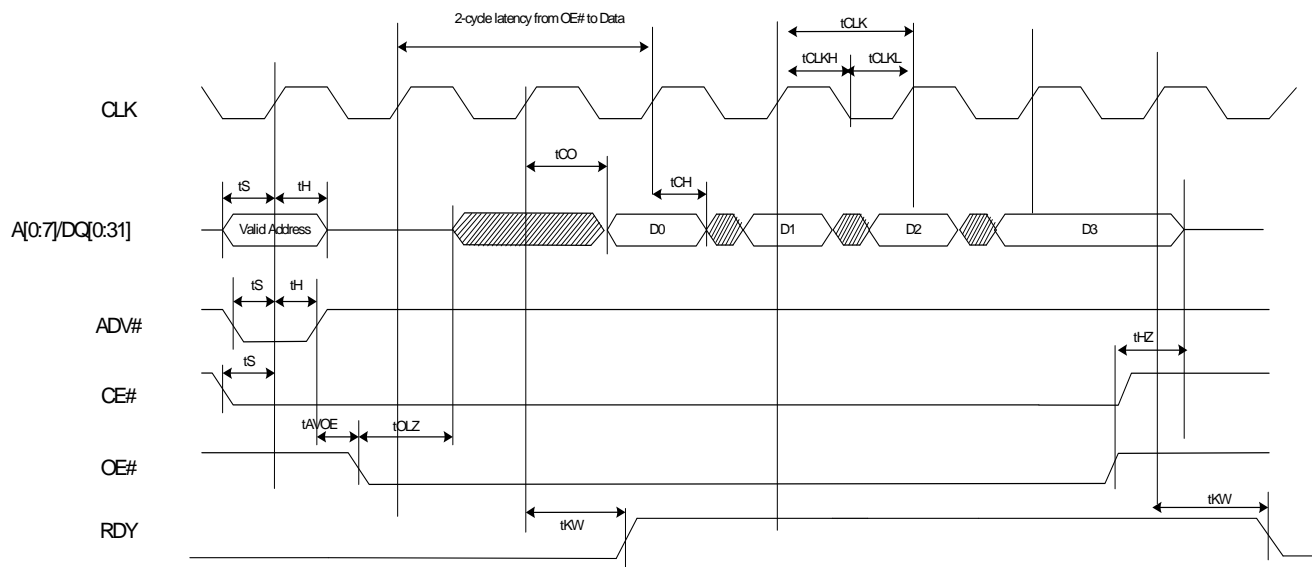 2-cycle latency from OE# to Data
tCLK
tCLKH
tCLKL
CLK
tCO
tS
tH
tCH
A[0:7]/DQ[0:31]
Valid Address
D0
D1
D2
D3
tS
tH
ADV#
tHZ
tS
CE#
tAVOE
tOLZ
OE#
tKW
tKW
RDY